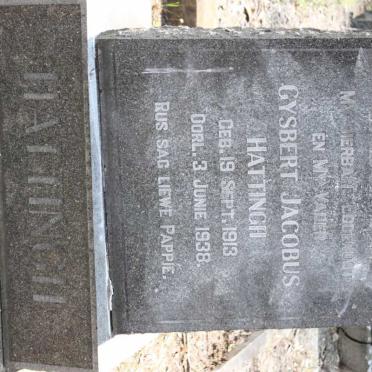 EN MY VADER
GYSBERT JACOBUS
HATTINGH
GEB. 19 SEPT. 1913
OORL. 3 JUNIE 1938.
RUS SAG LIEWE PAPPIE.
HATTINGH